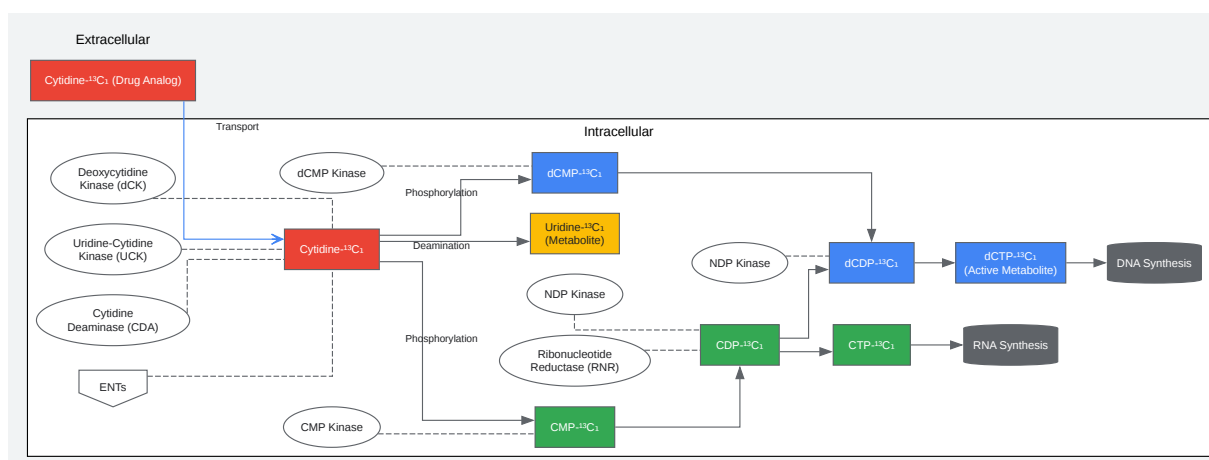 Extracellular
Cytidine-¹³C₁ (Drug Analog)
Transport
Intracellular
Deoxycytidine
Kinase (dCK)
dCMP Kinase
dCMP-¹³C₁
Phosphorylation
Uridine-Cytidine
Kinase (UCK)
Cytidine-¹³C₁
Deamination
Uridine-¹³C₁
(Metabolite)
NDP Kinase
dCDP-¹³C₁
dCTP-¹³C₁
(Active Metabolite)
DNA Synthesis
NDP Kinase
Cytidine
Deaminase (CDA)
Phosphorylation
Ribonucleotide
Reductase (RNR)
CDP-¹³C₁
CTP-¹³C₁
RNA Synthesis
ENTs
CMP Kinase
CMP-¹³C₁